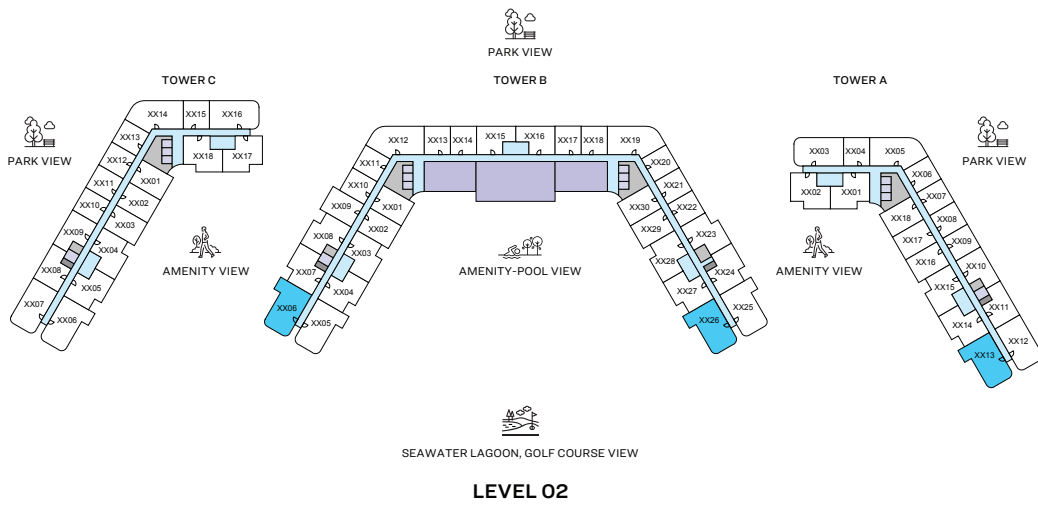 PARK VIEW
TOWER C
TOWER B
TOWER A
PARK VIEW
PARK VIEW
XX14
XX15
XX16
XX13
XX12
XX11
XX10
XX09
XX08
XX07
XX06
XX05
XX04
XX03
XX02
XX01
XX18
XX17
AMENITY VIEW
XX12
XX13
XX14
XX15
XX16
XX17
XX18
XX19
XX11
XX10
XX09
XX08
XX07
XX06
XX05
XX04
XX03
XX02
XX01
XX20
XX21
XX22
XX23
XX24
XX25
XX26
XX27
XX28
XX29
XX30
AMENITY-POOL VIEW
AMENITY VIEW
XX03
XX04
XX05
XX02
XX01
XX06
XX07
XX08
XX09
XX10
XX11
XX12
XX13
XX14
XX15
XX16
XX17
XX18
SEAWATER LAGOON, GOLF COURSE VIEW
LEVEL 02